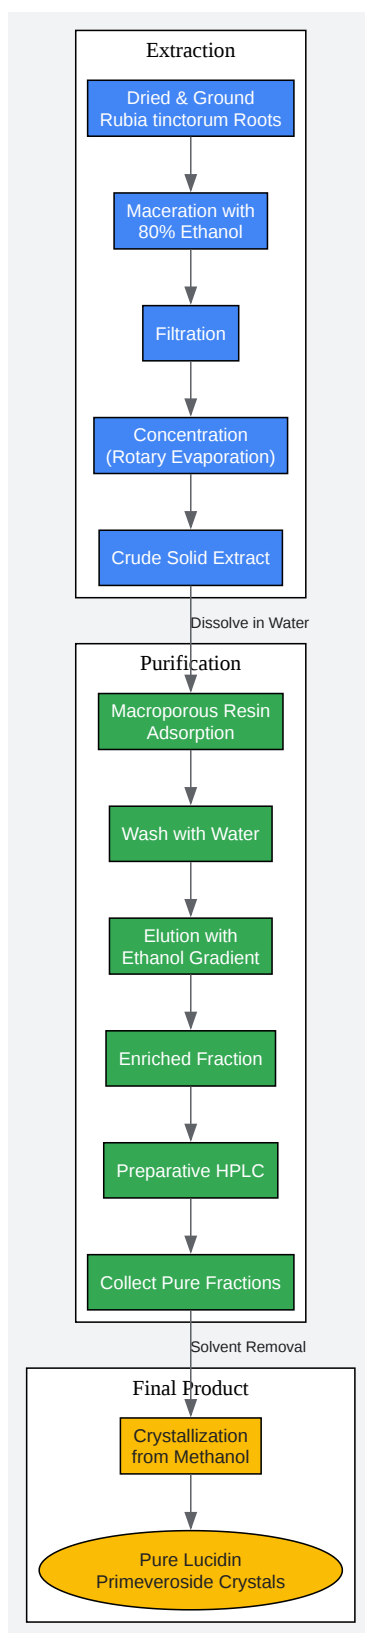 Extraction
Dried & Ground
Rubia tinctorum Roots
Maceration with
80% Ethanol
Filtration
Concentration
(Rotary Evaporation)
Crude Solid Extract
Dissolve in Water
Purification
Macroporous Resin
Adsorption
Wash with Water
Elution with
Ethanol Gradient
Enriched Fraction
Preparative HPLC
Collect Pure Fractions
Solvent Removal
Final Product
Crystallization
from Methanol
Pure Lucidin
Primeveroside Crystals